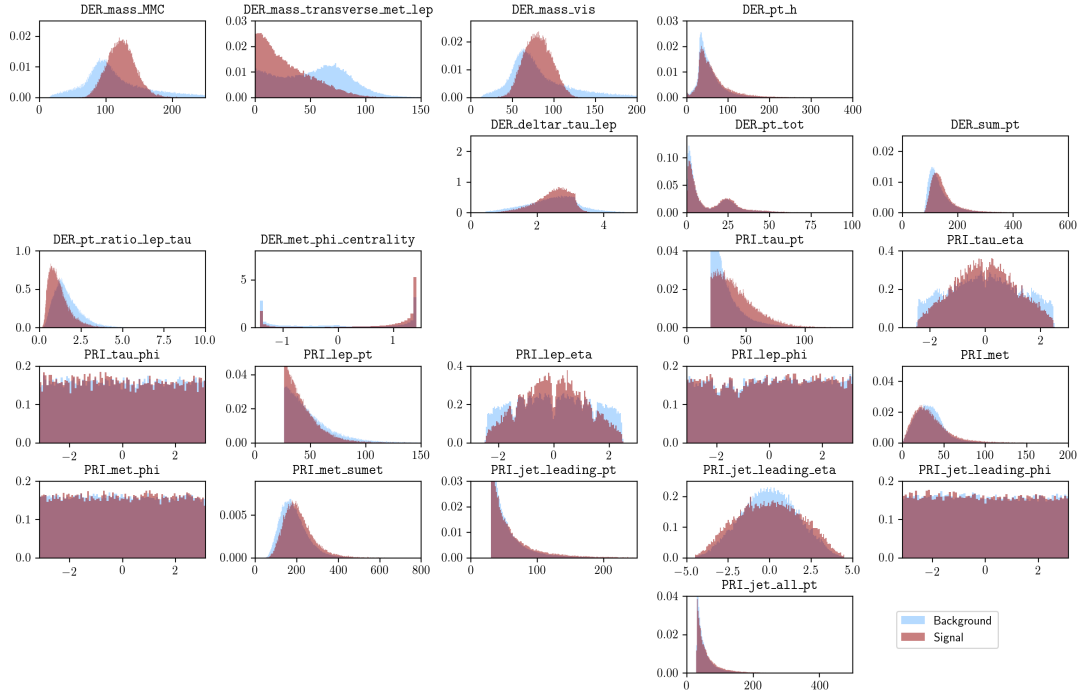 DER_mass_MMC DER_mass_transverse_met_lep DER_mass_vis DER_pt_h
0.00 0.01 0.02 0 100 200
0.00 0.01 0.02 0.03 0 50 100 150
0.00 0.01 0.02 0 50 100 150 200
0.00 0.01 0.02 0.03 0 100 200 300 400
DER_deltar_tau_lep DER_pt_tot DER_sum_pt
0 1 2 2 4
0.00 0.05 0.10 0 25 50 75 100
0.00 0.01 0.02 0 200 400 600
DER_pt_ratio_lep_tau DER_met_phi_centrality PRI_tau_pt PRI_tau_eta
0.0 0.5 1.0 0.0 2.5 5.0 7.5 10.0
0 5 −1 0 1
0.00 0.02 0.04 50 100
0.0 0.2 0.4 −2 0 2
PRI_tau_phi PRI_lep_pt PRI_lep_eta PRI_lep_phi PRI_met
0.0 0.1 0.2 −2 0 2
0.00 0.02 0.04 0 50 100 150
0.0 0.2 0.4 −2 0 2
0.0 0.1 0.2 −2 0 2
0.00 0.02 0.04 0 50 100 150 200
PRI_met_phi PRI_met_sumet PRI_jet_leading_pt PRI_jet_leading_eta PRI_jet_leading_phi
0.0 0.1 0.2 −2 0 2
0.000 0.005 0 200 400 600 800
0.00 0.01 0.02 0.03 0 100 200
0.0 0.1 0.2 −5.0 −2.5 0.0 2.5 5.0
0.0 0.1 0.2 −2 0 2
PRI_jet_all_pt
0.00 0.02 0.04 0 200 400
Background
Signal